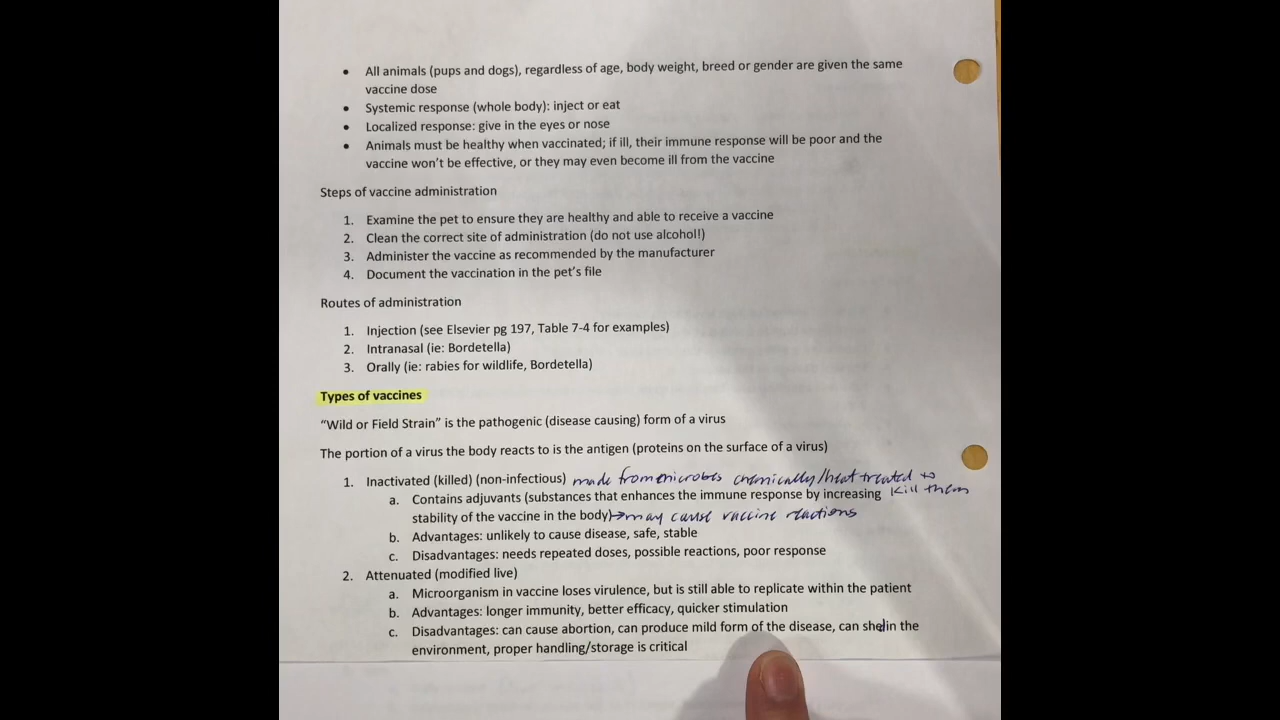 • All animals (pups and dogs), regardless of age, body weight, breed or gender are given the same
vaccine dose
• Systemic response (whole body): inject or eat
• Localized response: give in the eyes or nose
• Animals must be healthy when vaccinated; if ill, their immune response will be poor and the
vaccine won't be effective, or they may even become ill from the vaccine
Steps of vaccine administration
1. Examine the pet to ensure they are healthy and able to receive a vaccine
2. Clean the correct site of administration (do not use alcohol!)
3. Administer the vaccine as recommended by the manufacturer
4. Document the vaccination in the pet's file
Routes of administration
1. Injection (see Elsevier pg 197, Table 7-4 for examples)
2. Intranasal (ie: Bordetella)
3. Orally (ie: rabies for wildlife, Bordetella)
Types of vaccines
"Wild or Field Strain" is the pathogenic (disease causing) form of a virus
The portion of a virus the body reacts to is the antigen (proteins on the surface of a virus)
1. Inactivated (killed) (non-infectious) made from microbes chemically/heat treated to
kill them
a. Contains adjuvants (substances that enhances the immune response by increasing
stability of the vaccine in the body)→may cause vaccine reactions
b. Advantages: unlikely to cause disease, safe, stable
c. Disadvantages: needs repeated doses, possible reactions, poor response
2. Attenuated (modified live)
a. Microorganism in vaccine loses virulence, but is still able to replicate within the patient
b. Advantages: longer immunity, better efficacy, quicker stimulation
c. Disadvantages: can cause abortion, can produce mild form of the disease, can shed in the
environment, proper handling/storage is critical